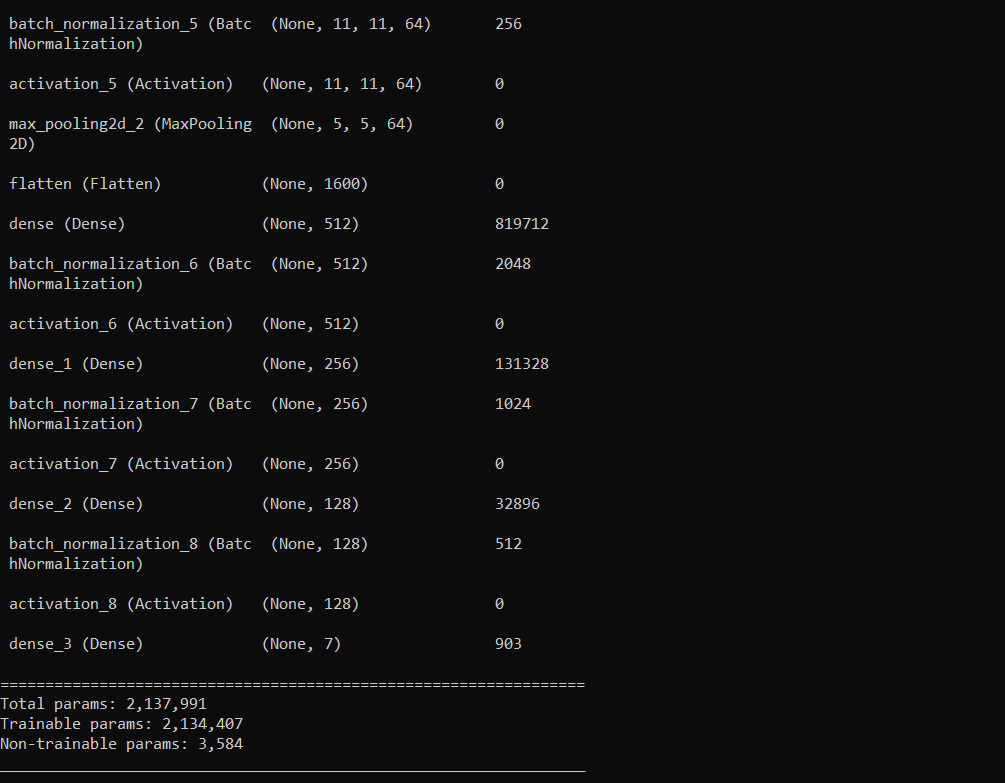 batch_normalization_5 (Batc  (None, 11, 11, 64)       256
hNormalization)
activation_5 (Activation)   (None, 11, 11, 64)        0
max_pooling2d_2 (MaxPooling  (None, 5, 5, 64)         0
2D)
flatten (Flatten)           (None, 1600)              0
dense (Dense)               (None, 512)               819712
batch_normalization_6 (Batc  (None, 512)              2048
hNormalization)
activation_6 (Activation)   (None, 512)               0
dense_1 (Dense)             (None, 256)               131328
batch_normalization_7 (Batc  (None, 256)              1024
hNormalization)
activation_7 (Activation)   (None, 256)               0
dense_2 (Dense)             (None, 128)               32896
batch_normalization_8 (Batc  (None, 128)              512
hNormalization)
activation_8 (Activation)   (None, 128)               0
dense_3 (Dense)             (None, 7)                 903
=================================================================
Total params: 2,137,991
Trainable params: 2,134,407
Non-trainable params: 3,584
_________________________________________________________________